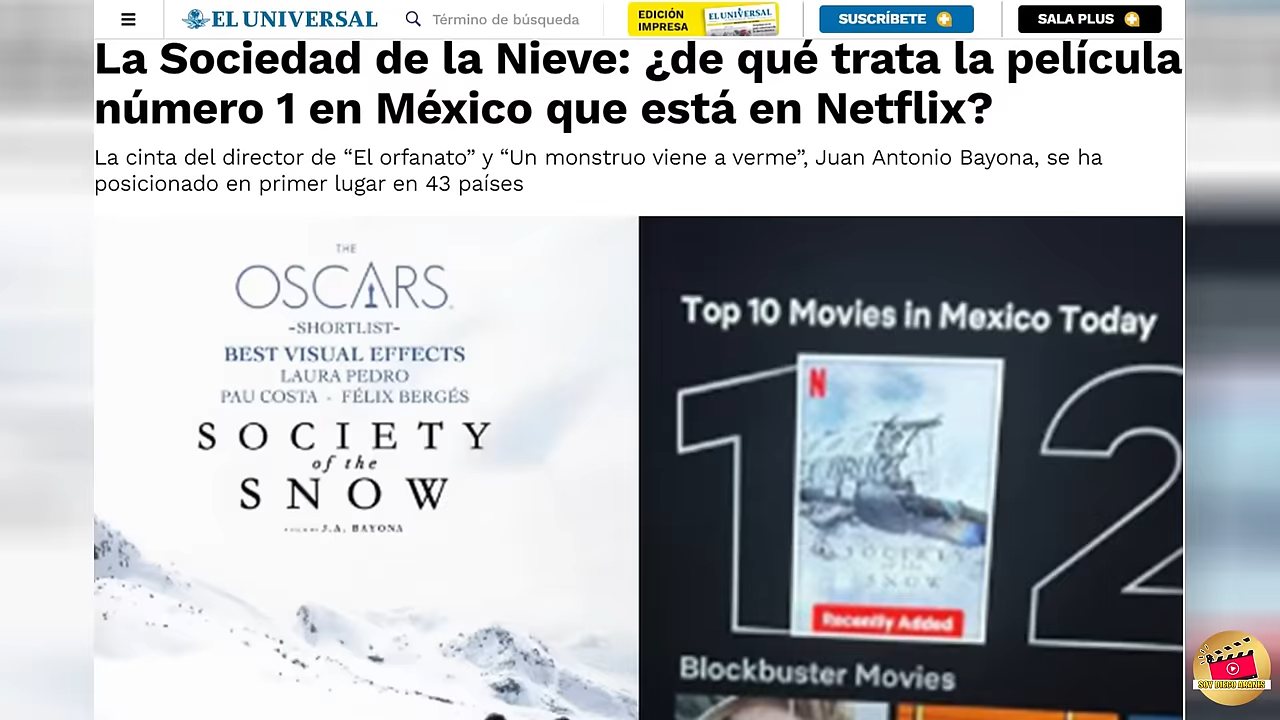 EL UNIVERSAL
Término de búsqueda
EDICIÓN
IMPRESA
SUSCRÍBETE
SALA PLUS
La Sociedad de la Nieve: ¿de qué trata la película
número 1 en México que está en Netflix?
La cinta del director de “El orfanato” y “Un monstruo viene a verme”, Juan Antonio Bayona, se ha
posicionado en primer lugar en 43 países
THE
OSCARS
-SHORTLIST-
BEST VISUAL EFFECTS
LAURA PEDRO
PAU COSTA - FÉLIX BERGÉS
SOCIETY
of the
SNOW
J.A. BAYONA
Top 10 Movies in Mexico Today
1
2
N
SOCIETY
SNOW
Recently Added
Blockbuster Movies